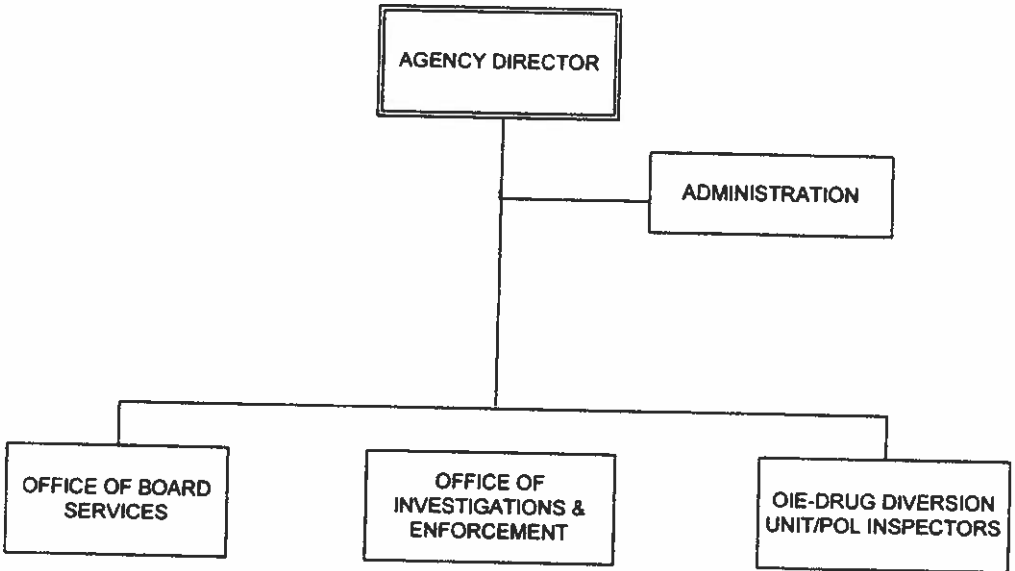 AGENCY DIRECTOR
ADMINISTRATION
OFFICE OF BOARD
SERVICES
OFFICE OF
INVESTIGATIONS &
ENFORCEMENT
OIE-DRUG DIVERSION
UNIT/POL INSPECTORS